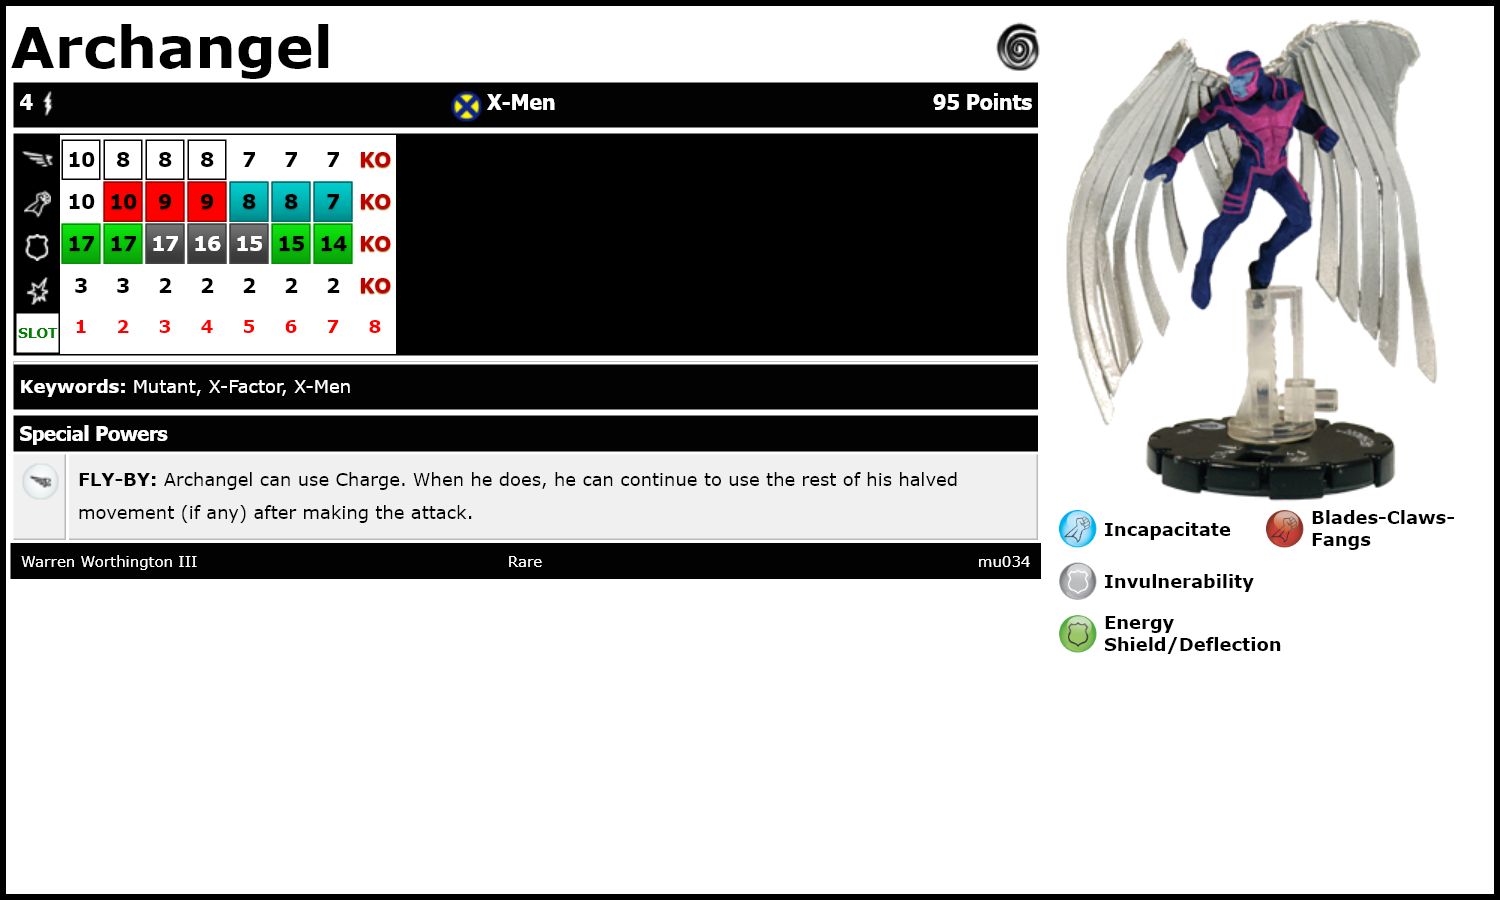 Archangel
4 X-Men 95 Points
10 8 8 8 7 7 7 KO
10 10 9 9 8 8 7 KO
17 17 17 16 15 15 14 KO
3 3 2 2 2 2 2 KO
SLOT 1 2 3 4 5 6 7 8
Keywords: Mutant, X-Factor, X-Men
Special Powers
FLY-BY: Archangel can use Charge. When he does, he can continue to use the rest of his halved
movement (if any) after making the attack.
Warren Worthington III Rare mu034
Incapacitate
Blades-Claws-
Fangs
Invulnerability
Energy
Shield/Deflection